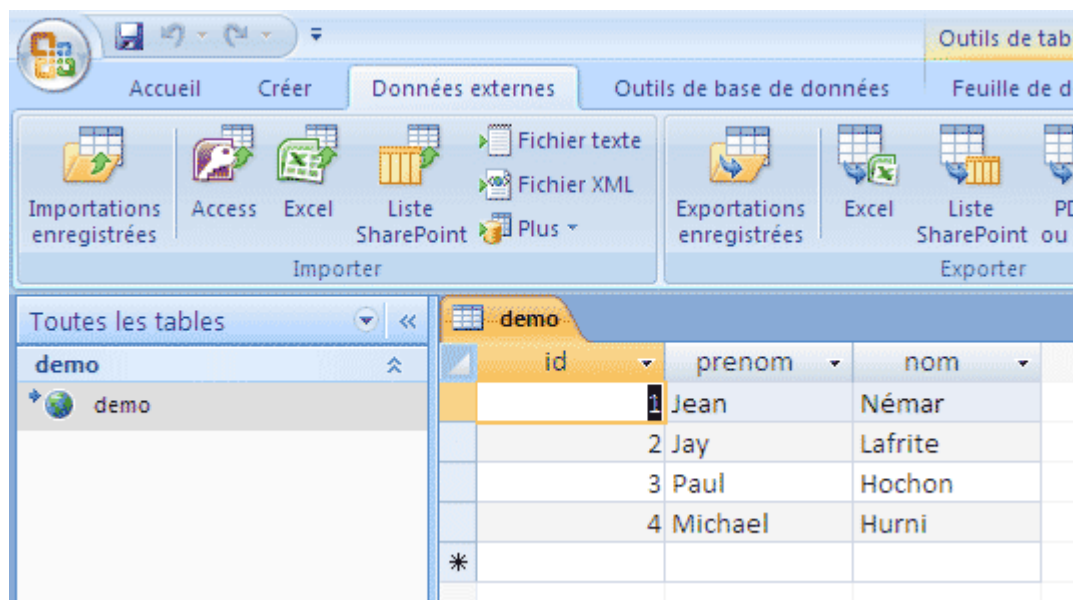 Outils de tab
Accueil Créer Données externes Outils de base de données Feuille de d
Importations enregistrées
Access
Excel
Liste SharePoint
Fichier texte
Fichier XML
Plus
Importer
Exportations enregistrées
Excel
Liste SharePoint
PD
ou
Exporter
Toutes les tables
demo
demo
demo
id prenom nom
1 Jean Némar
2 Jay Lafrite
3 Paul Hochon
4 Michael Hurni